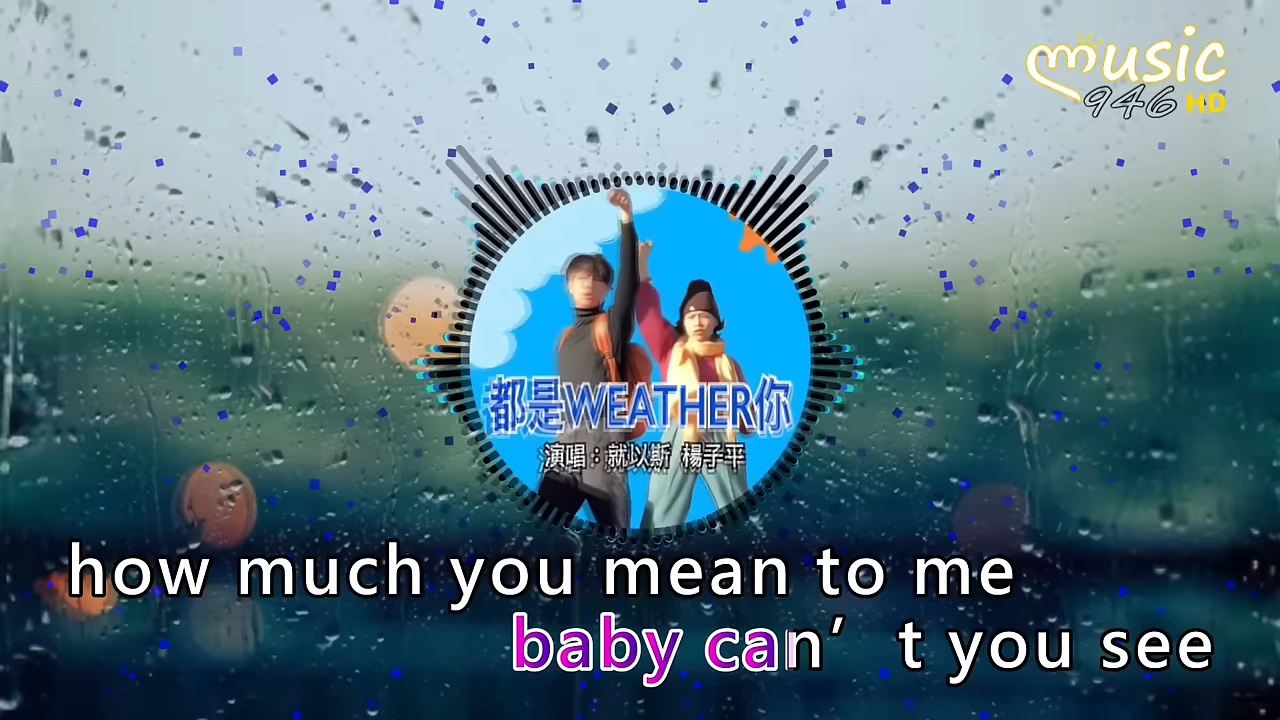 music
946 HD
都是WEATHER你
演唱：就以斯 楊子平
how much you mean to me
baby can’ t you see